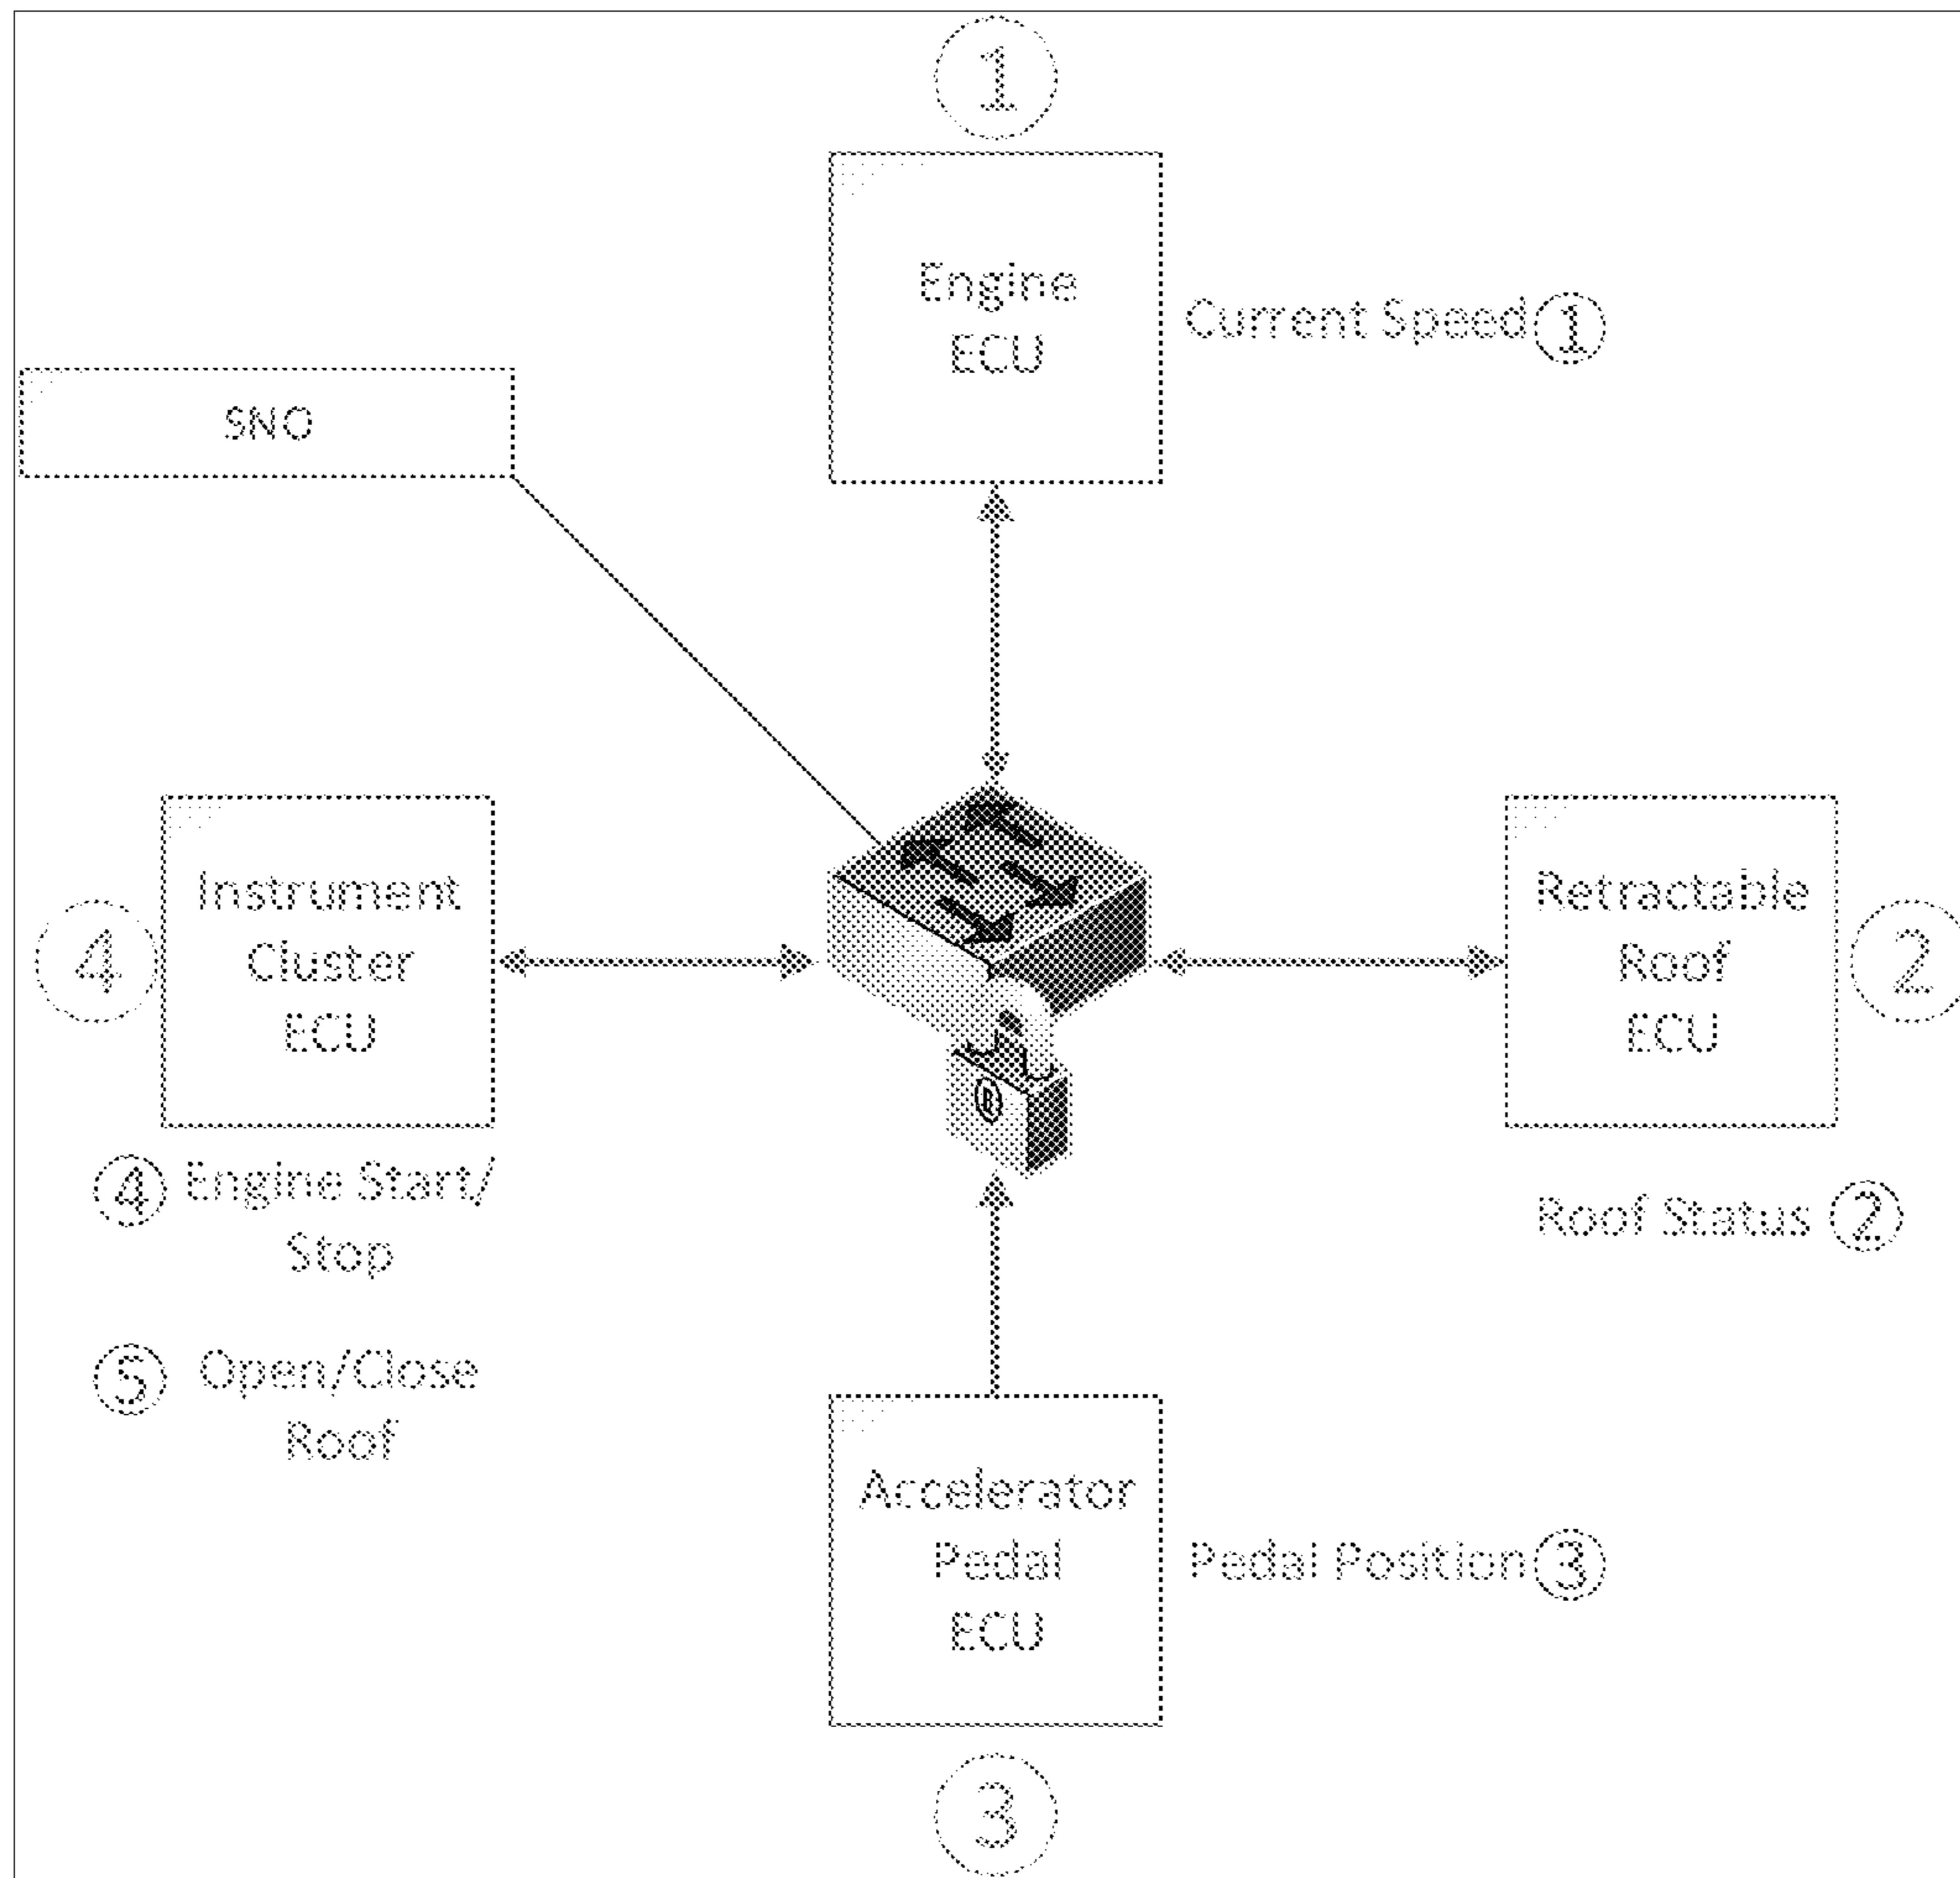 1
Engine
ECU
Current Speed 1
SNO
4
Instrument
Cluster
ECU
Retractable
Roof
ECU
2
®
4 Engine Start/
Stop
Roof Status 2
5 Open/Close
Roof
Accelerator
Pedal
ECU
Pedal Position 3
3